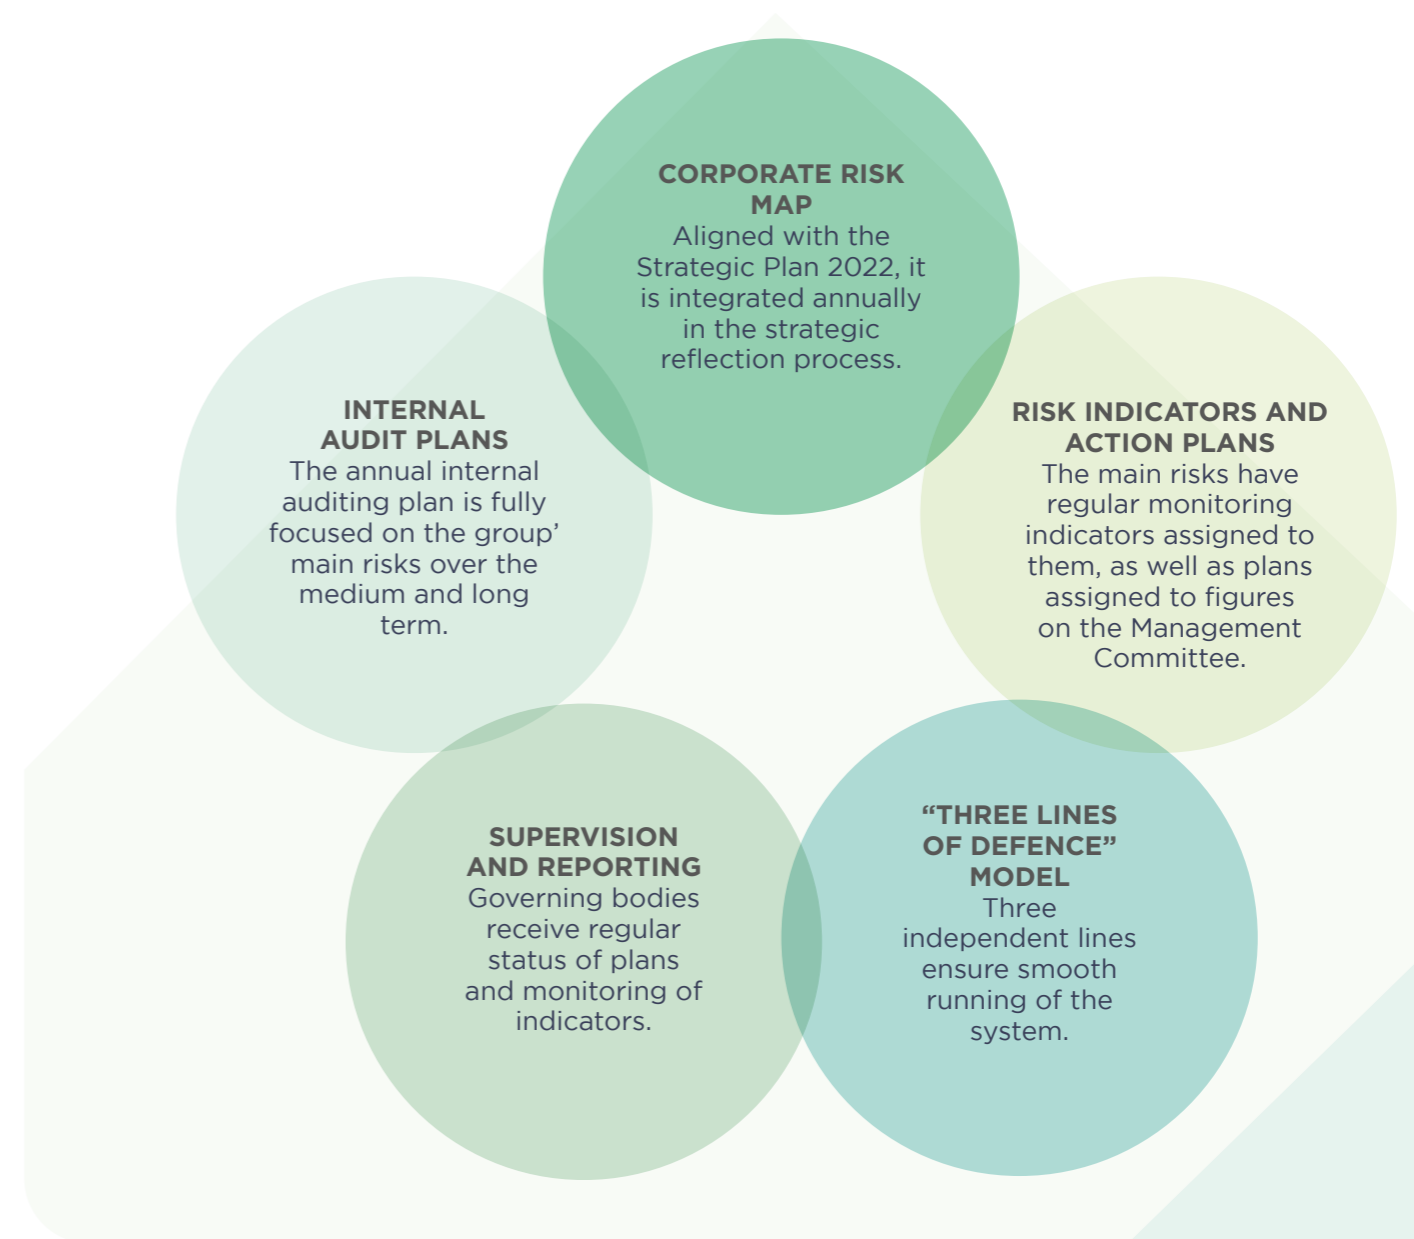 CORPORATE RISK
MAP
Aligned with the
Strategic Plan 2022, it
is integrated annually
in the strategic
reflection process.
INTERNAL
AUDIT PLANS
The annual internal
auditing plan is fully
focused on the group’
main risks over the
medium and long
term.
RISK INDICATORS AND
ACTION PLANS
The main risks have
regular monitoring
indicators assigned to
them, as well as plans
assigned to figures
on the Management
Committee.
SUPERVISION
AND REPORTING
Governing bodies
receive regular
status of plans
and monitoring of
indicators.
“THREE LINES
OF DEFENCE”
MODEL
Three
independent lines
ensure smooth
running of the
system.